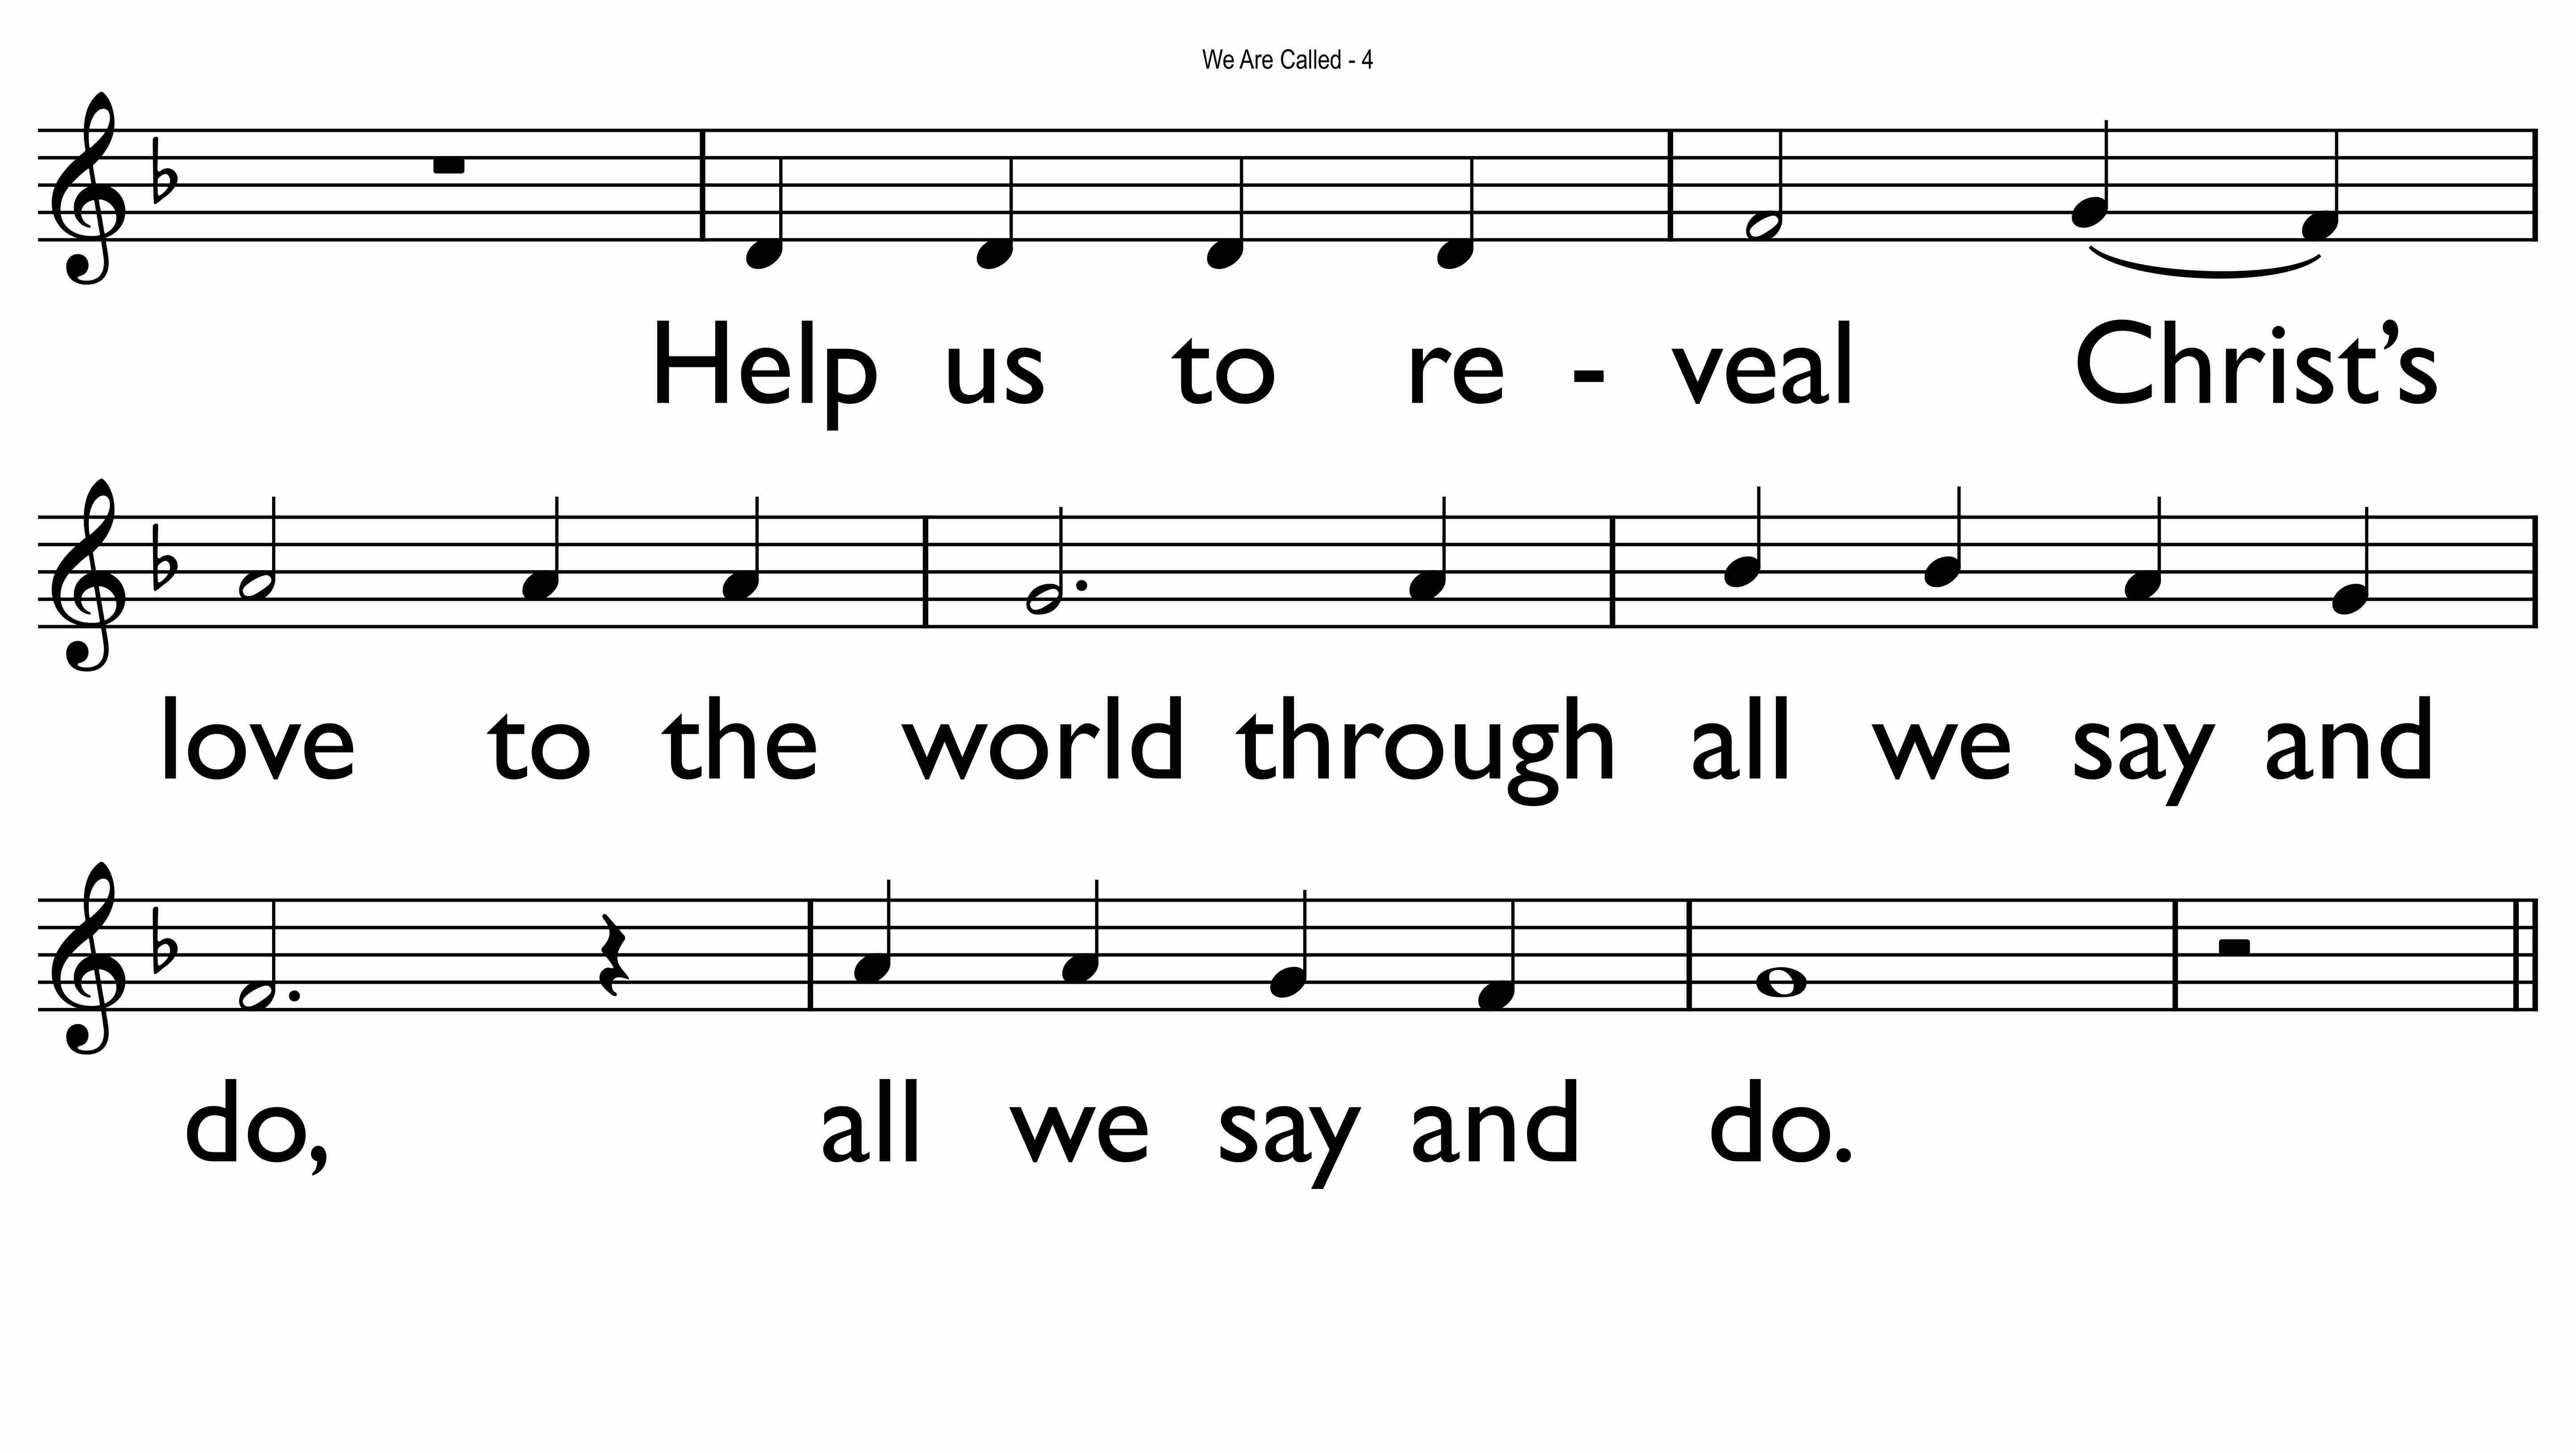 We Are Called - 4
Help us to re - veal Christ’s
love to the world through all we say and
do, all we say and do.